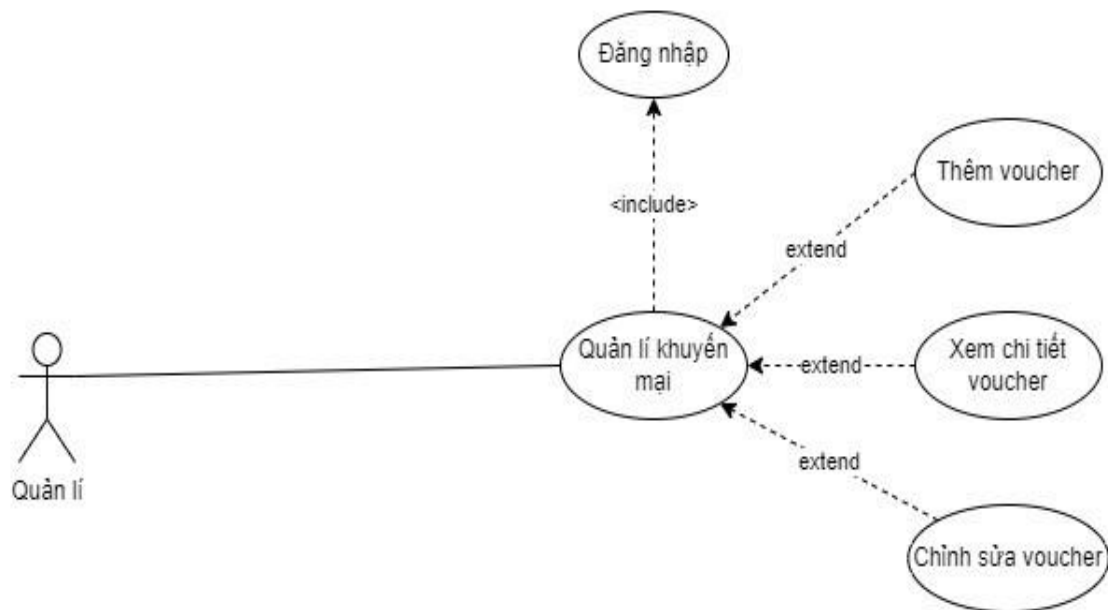 Đăng nhập
Thêm voucher
<include>
extend
Quản lí khuyến
mại
extend
Xem chi tiết
voucher
extend
Quản lí
Chỉnh sửa voucher